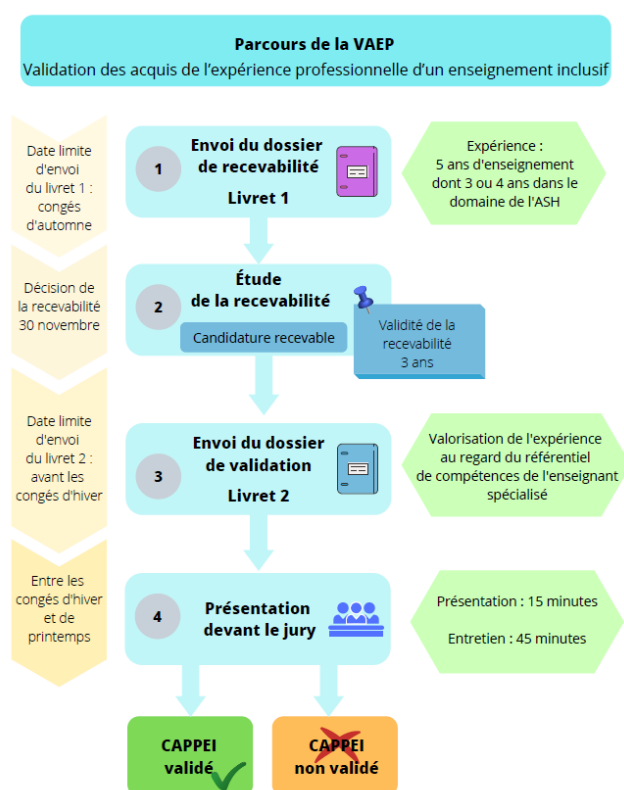 Parcours de la VAEP
Validation des acquis de l'expérience professionnelle d'un enseignement inclusif
Date limite
d'envoi
du livret 1 :
congés
d'automne
1
Envoi du dossier
de recevabilité
Livret 1
Expérience :
5 ans d'enseignement
dont 3 ou 4 ans dans le
domaine de l'ASH
Décision de
la recevabilité
30 novembre
2
Étude
de la recevabilité
Candidature recevable
Validité de la
recevabilité
3 ans
Date limite
d'envoi
du livret 2 :
avant les
congés d'hiver
3
Envoi du dossier
de validation
Livret 2
Valorisation de l'expérience
au regard du référentiel
de compétences de l'enseignant
spécialisé
Entre les
congés d'hiver
et de
printemps
4
Présentation
devant le jury
Présentation : 15 minutes
Entretien : 45 minutes
CAPPEI
validé
CAPPEI
non validé